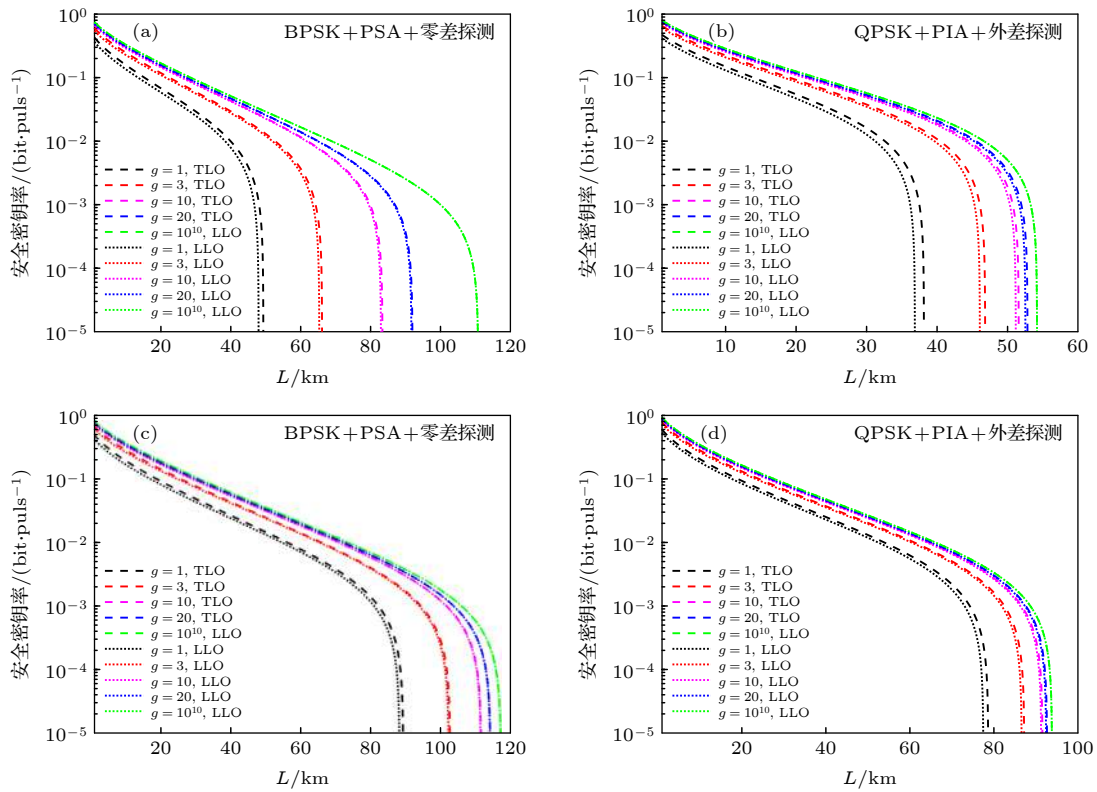 (a) BPSK+PSA+零差探测
10⁰
10⁻¹
10⁻²
10⁻³
10⁻⁴
10⁻⁵
安全密钥率/(bit·puls⁻¹)
g = 1, TLO
g = 3, TLO
g = 10, TLO
g = 20, TLO
g = 10¹⁰, LLO
g = 1, LLO
g = 3, LLO
g = 10, LLO
g = 20, LLO
g = 10¹⁰, LLO
20 40 60 80 100 120
L/km
(b) QPSK+PIA+外差探测
10⁰
10⁻¹
10⁻²
10⁻³
10⁻⁴
10⁻⁵
安全密钥率/(bit·puls⁻¹)
g = 1, TLO
g = 3, TLO
g = 10, TLO
g = 20, TLO
g = 10¹⁰, LLO
g = 1, LLO
g = 3, LLO
g = 10, LLO
g = 20, LLO
g = 10¹⁰, LLO
10 20 30 40 50 60
L/km
(c) BPSK+PSA+零差探测
10⁰
10⁻¹
10⁻²
10⁻³
10⁻⁴
10⁻⁵
安全密钥率/(bit·puls⁻¹)
g = 1, TLO
g = 3, TLO
g = 10, TLO
g = 20, TLO
g = 10¹⁰, LLO
g = 1, LLO
g = 3, LLO
g = 10, LLO
g = 20, LLO
g = 10¹⁰, LLO
20 40 60 80 100 120
L/km
(d) QPSK+PIA+外差探测
10⁰
10⁻¹
10⁻²
10⁻³
10⁻⁴
10⁻⁵
安全密钥率/(bit·puls⁻¹)
g = 1, TLO
g = 3, TLO
g = 10, TLO
g = 20, TLO
g = 10¹⁰, LLO
g = 1, LLO
g = 3, LLO
g = 10, LLO
g = 20, LLO
g = 10¹⁰, LLO
20 40 60 80 100
L/km